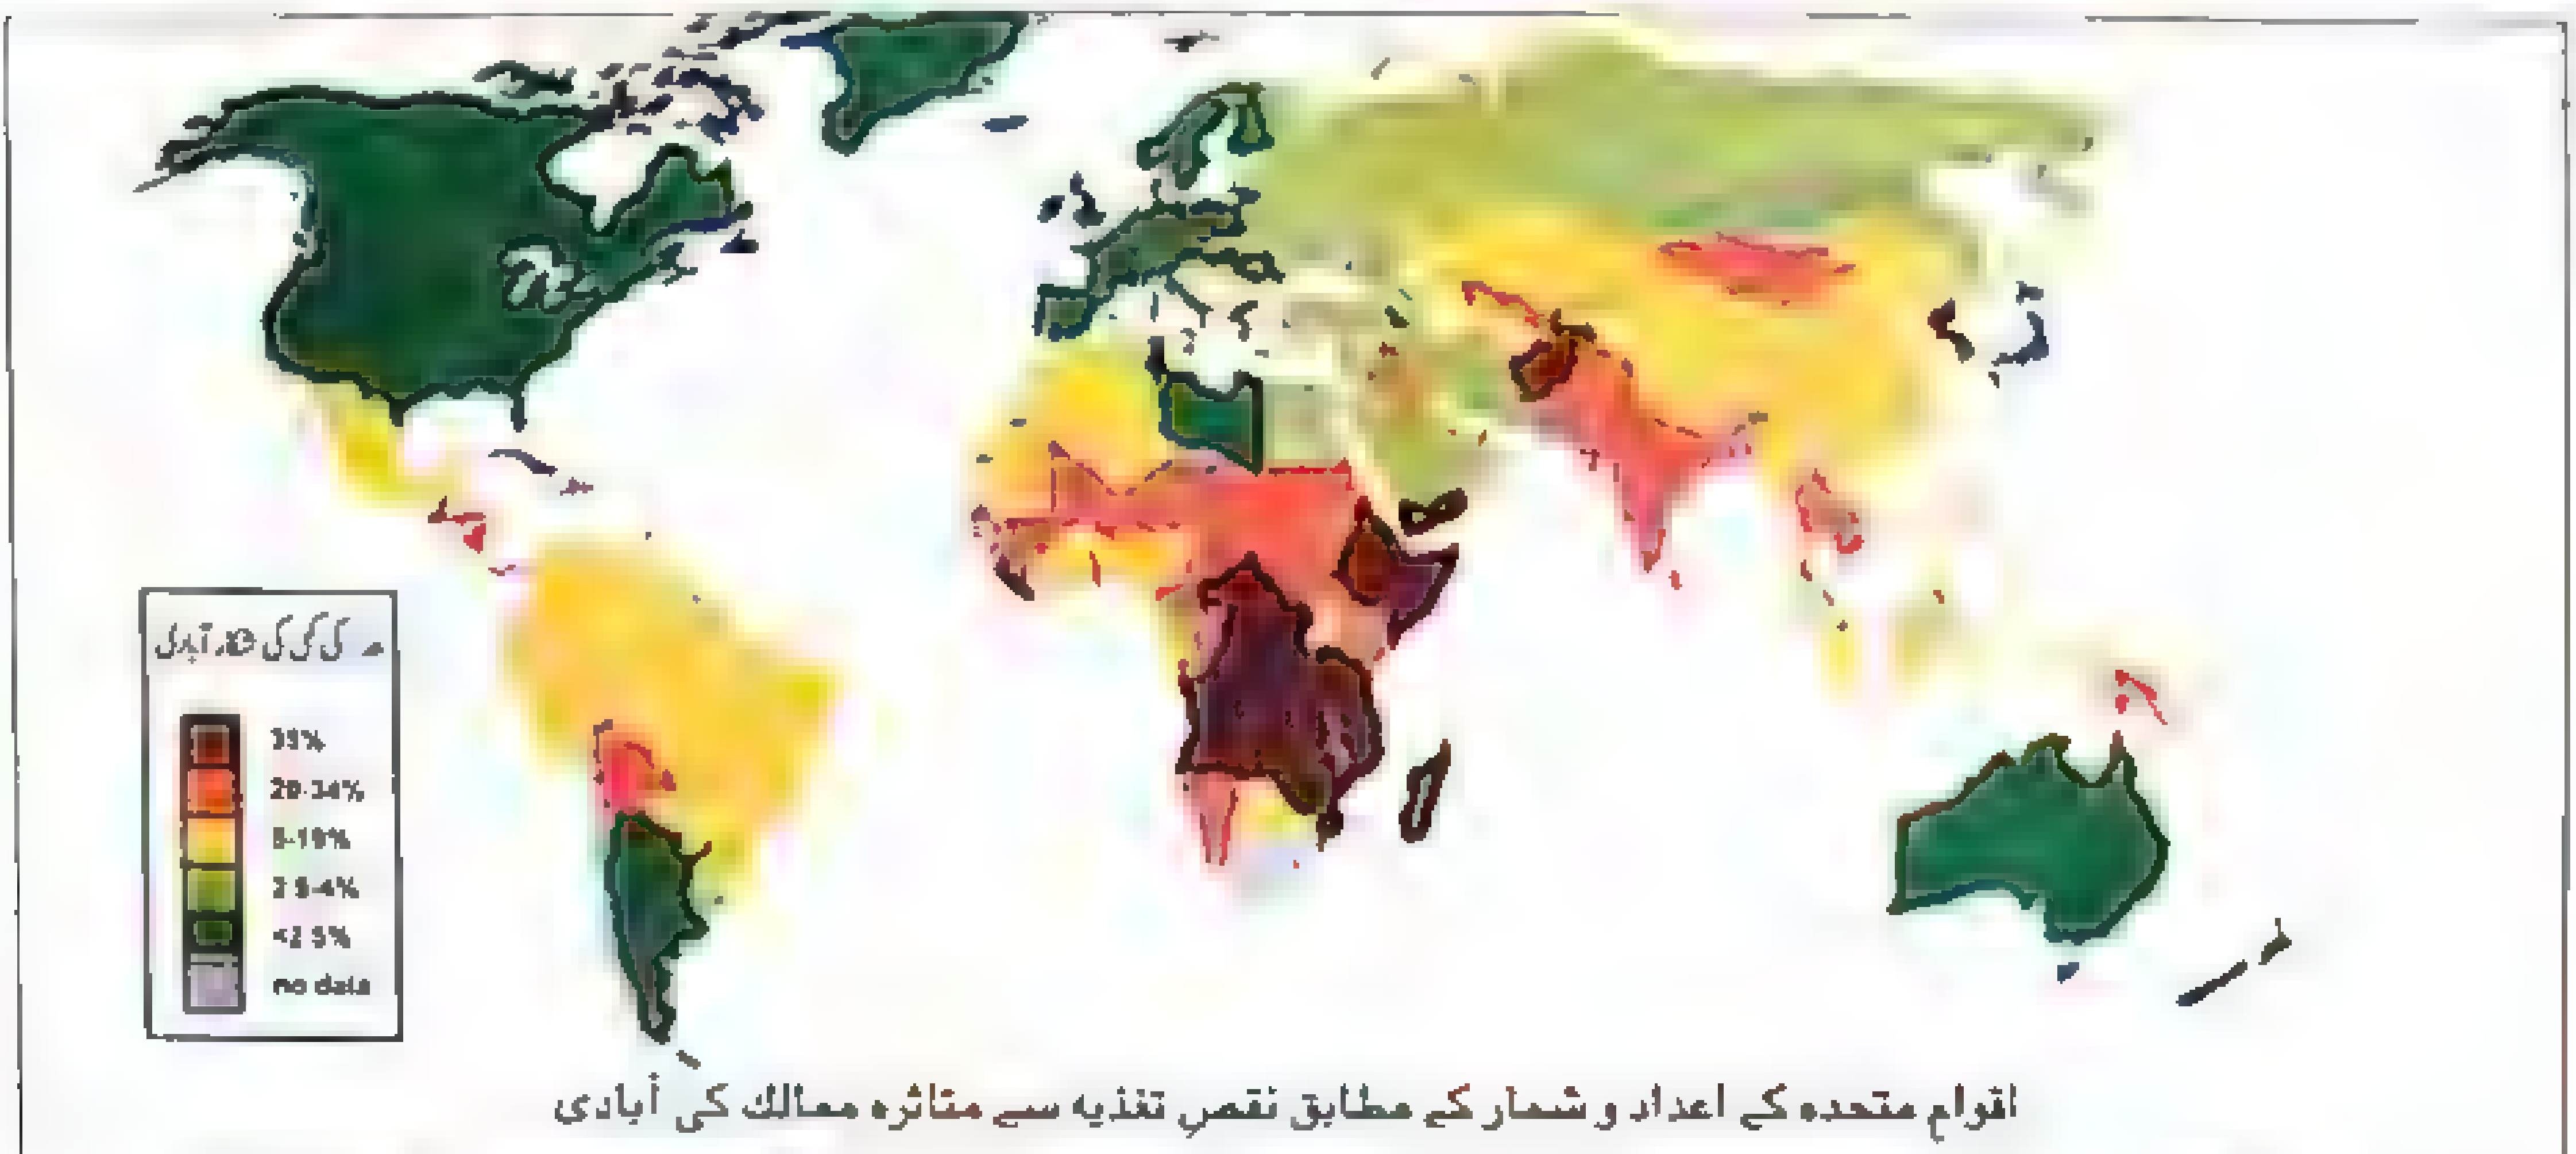 35%
20-34%
5-19%
2.5-4%
<2.5%
no data
اقوام متحدہ کے اعداد و شمار کے مطابق نقصِ تغذیہ سے متاثرہ ممالك کی آبادی